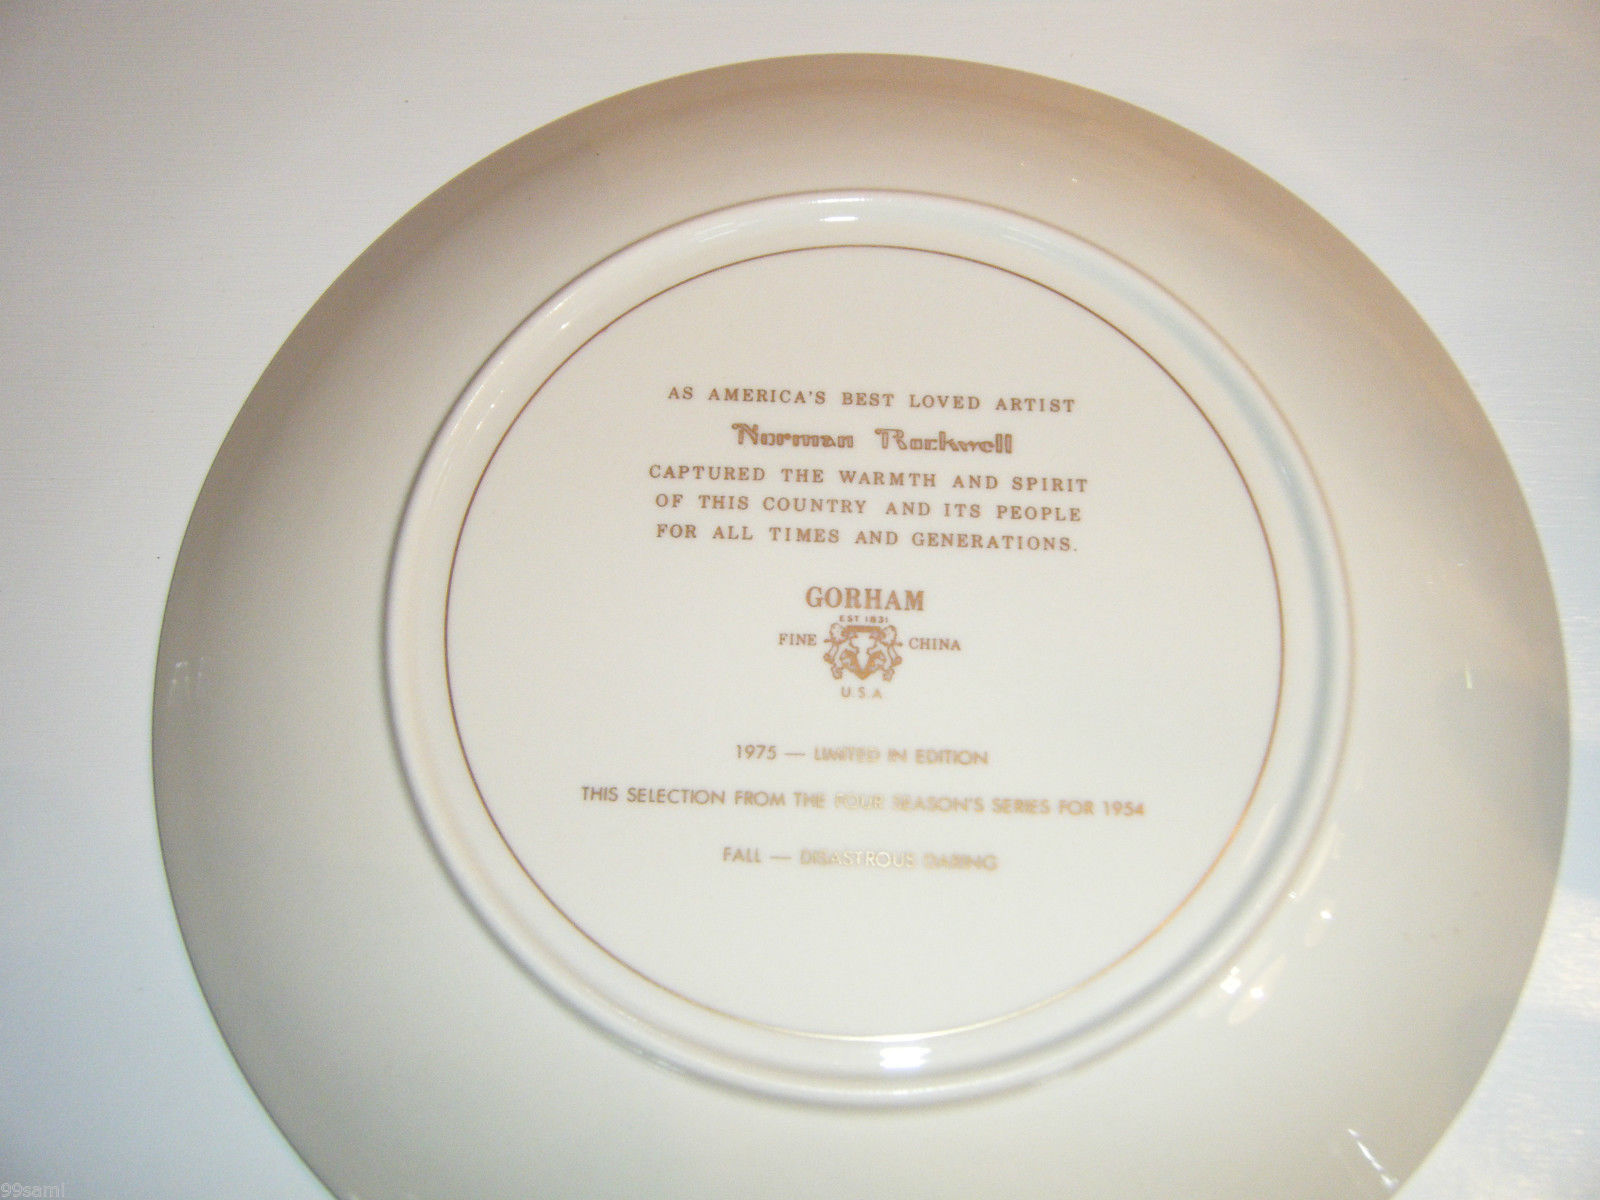 AS AMERICA'S BEST LOVED ARTIST
Norman Rockwell
CAPTURED THE WARMTH AND SPIRIT
OF THIS COUNTRY AND ITS PEOPLE
FOR ALL TIMES AND GENERATIONS.
GORHAM
EST 1831
FINE CHINA
U.S.A
1975 — LIMITED IN EDITION
THIS SELECTION FROM THE FOUR SEASON'S SERIES FOR 1954
FALL — DISASTROUS DARING
99sami